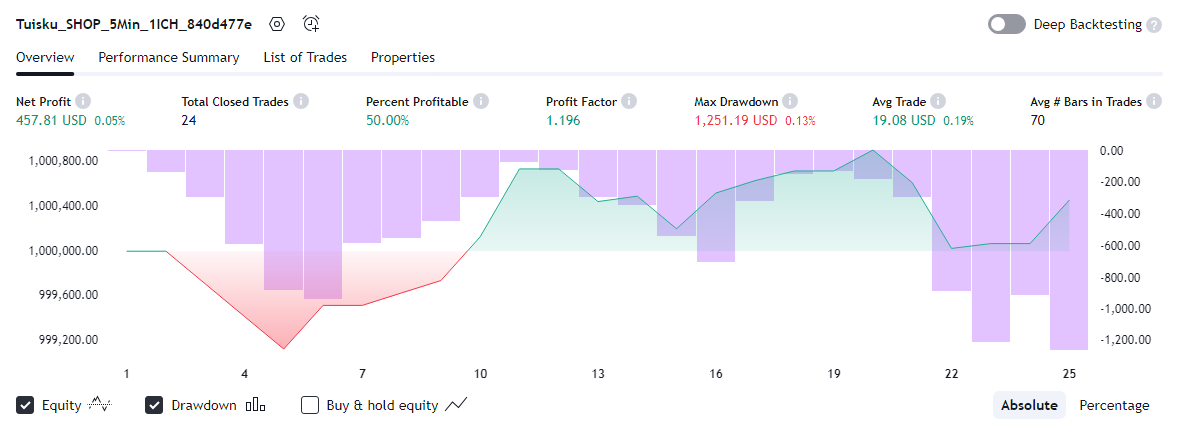 Tuisku_SHOP_5Min_1ICH_840d477e
Deep Backtesting ?
Overview Performance Summary List of Trades Properties
Net Profit i Total Closed Trades i Percent Profitable i Profit Factor i Max Drawdown i Avg Trade i Avg # Bars in Trades i
457.81 USD 0.05% 24 50.00% 1.196 1,251.19 USD 0.13% 19.08 USD 0.19% 70
1,000,800.00
1,000,400.00
1,000,000.00
999,600.00
999,200.00
0.00
-200.00
-400.00
-600.00
-800.00
-1,000.00
-1,200.00
1 4 7 10 13 16 19 22 25
Equity Drawdown Buy & hold equity Absolute Percentage